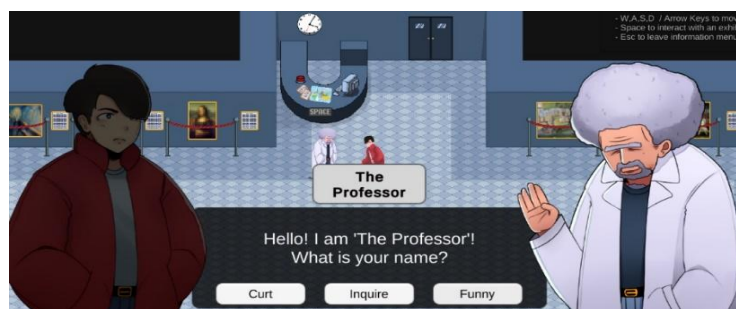 - W,A,S,D / Arrow Keys to mov
- Space to interact with an exhi
- Esc to leave information menu
SPACE
The
Professor
Hello! I am 'The Professor'!
What is your name?
Curt
Inquire
Funny